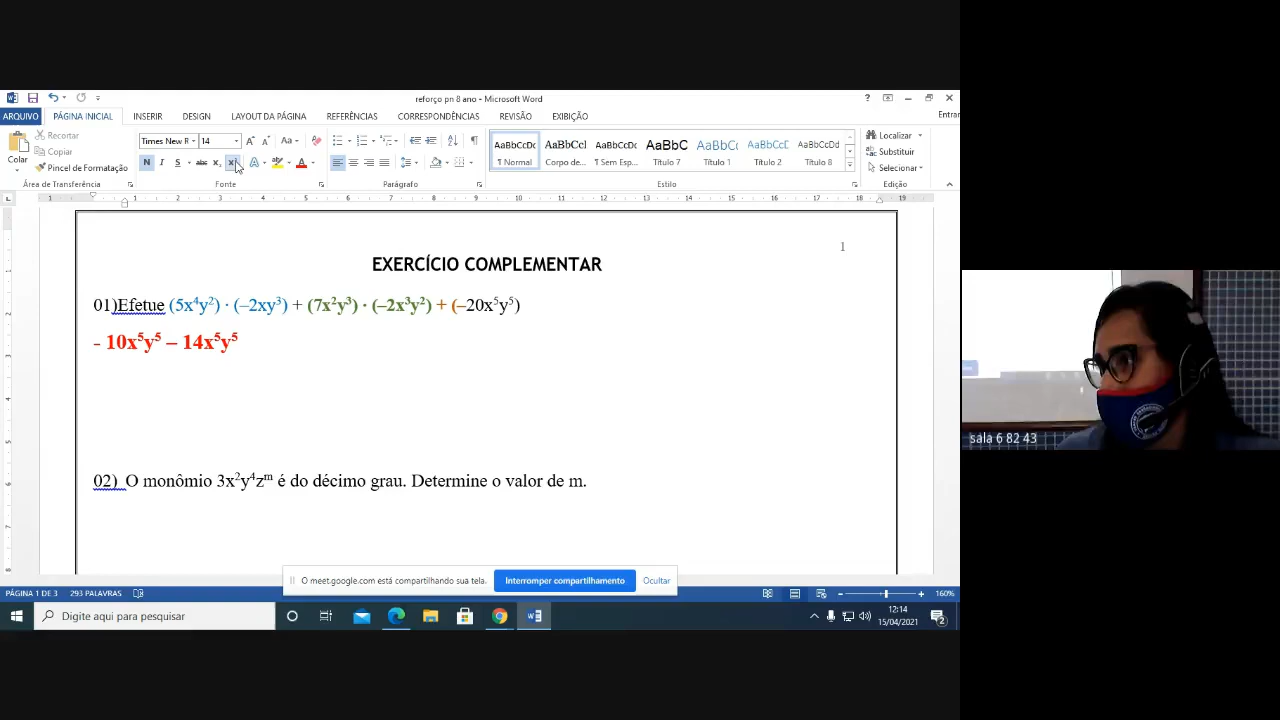 reforço pn 8 ano - Microsoft Word
ARQUIVO PÁGINA INICIAL INSERIR DESIGN LAYOUT DA PÁGINA REFERÊNCIAS CORRESPONDÊNCIAS REVISÃO EXIBIÇÃO Entrar
Colar
Recortar
Copiar
Pincel de Formatação
Área de Transferência
Times New R 14
Fonte
Parágrafo
AaBbCcDc AaBbCcI AaBbCcDc AaBbC AaBbC( AaBbCcI AaBbCcDd
¶ Normal Corpo de... ¶ Sem Esp... Título 7 Título 1 Título 2 Título 8
Estilo
Localizar
Substituir
Selecionar
Edição
1
EXERCÍCIO COMPLEMENTAR
01)Efetue (5x⁴y²) · (–2xy³) + (7x²y³) · (–2x³y²) + (–20x⁵y⁵)
- 10x⁵y⁵ – 14x⁵y⁵
02) O monômio 3x²y⁴zᵐ é do décimo grau. Determine o valor de m.
O meet.google.com está compartilhando sua tela. Interromper compartilhamento Ocultar
PÁGINA 1 DE 3 293 PALAVRAS 160%
Digite aqui para pesquisar
12:14
15/04/2021
2
sala 6 82 43